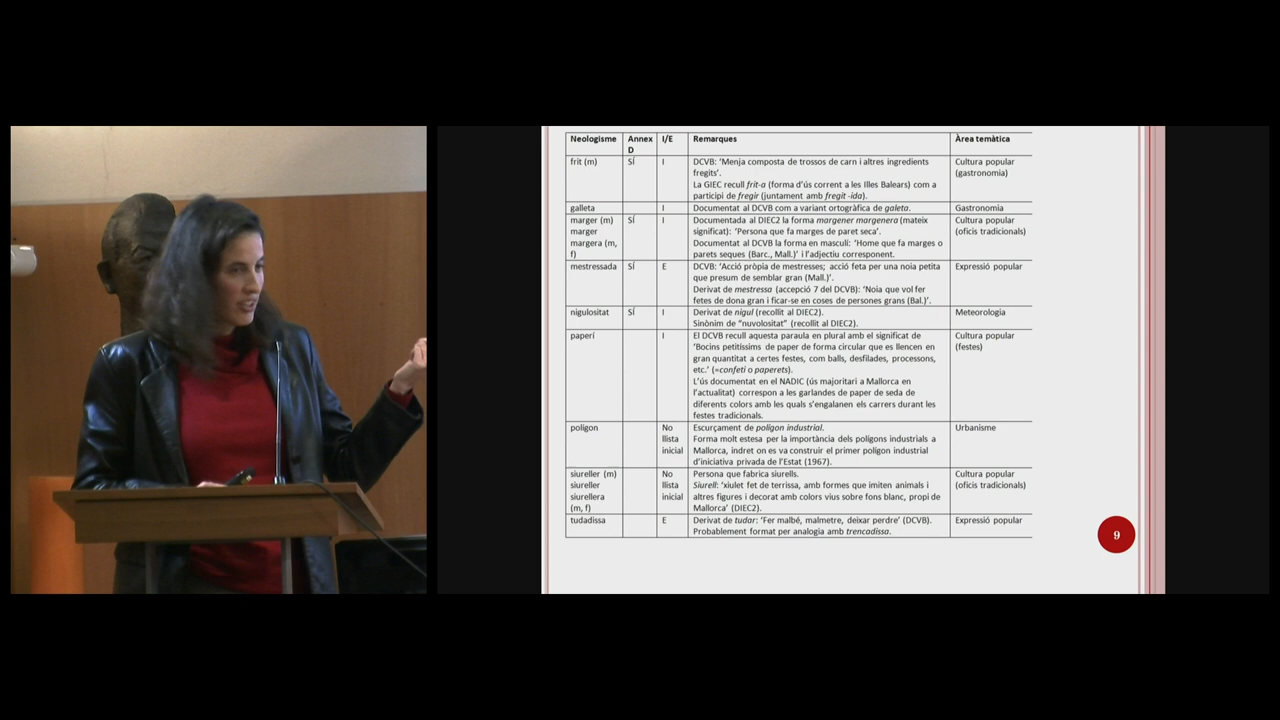 Neologisme Annex D I/E Remarques Àrea temàtica
frit (m) SÍ I DCVB: ‘Menja composta de trossos de carn i altres ingredients Cultura popular
fregits’. (gastronomia)
La GIEC recull frit-a (forma d’ús corrent a les Illes Balears) com a
participi de fregir (juntament amb fregit -ida).
galleta I Documentat al DCVB com a variant ortogràfica de galeta. Gastronomia
marger (m) SÍ I Documentada al DIEC2 la forma margener margenera (mateix Cultura popular
marger significat): ‘Persona que fa marges de paret seca’. (oficis tradicionals)
margera (m, Documentat al DCVB la forma en masculí: ‘Home que fa marges o
f) parets seques (Barc., Mall.)’ i l’adjectiu corresponent.
mestressada SÍ E DCVB: ‘Acció pròpia de mestresses; acció feta per una noia petita Expressió popular
que presum de semblar gran (Mall.)’.
Derivat de mestressa (accepció 7 del DCVB): ‘Noia que vol fer
fetes de dona gran i ficar-se en coses de persones grans (Bal.)’.
nigulositat SÍ I Derivat de nigul (recollit al DIEC2). Meteorologia
Sinònim de “nuvolositat” (recollit al DIEC2).
paperí I El DCVB recull aquesta paraula en plural amb el significat de Cultura popular
‘Bocins petitíssims de paper de forma circular que es llencen en (festes)
gran quantitat a certes festes, com balls, desfilades, processons,
etc.’ (=confeti o paperets).
L’ús documentat en el NADIC (ús majoritari a Mallorca en
l’actualitat) correspon a les garlandes de paper de seda de
diferents colors amb les quals s’engalanen els carrers durant les
festes tradicionals.
polígon No Escurçament de polígon industrial. Urbanisme
llista Forma molt estesa per la importància dels polígons industrials a
inicial Mallorca, indret on es va construir el primer polígon industrial
d’iniciativa privada de l’Estat (1967).
siureller (m) No Persona que fabrica siurells. Cultura popular
siureller llista Siurell: ‘xiulet fet de terrissa, amb formes que imiten animals i (oficis tradicionals)
siurellera inicial altres figures i decorat amb colors vius sobre fons blanc, propi de
(m, f) Mallorca’ (DIEC2).
tudadissa E Derivat de tudar: ‘Fer malbé, malmetre, deixar perdre’ (DCVB). Expressió popular
Probablement format per analogia amb trencadissa.
9